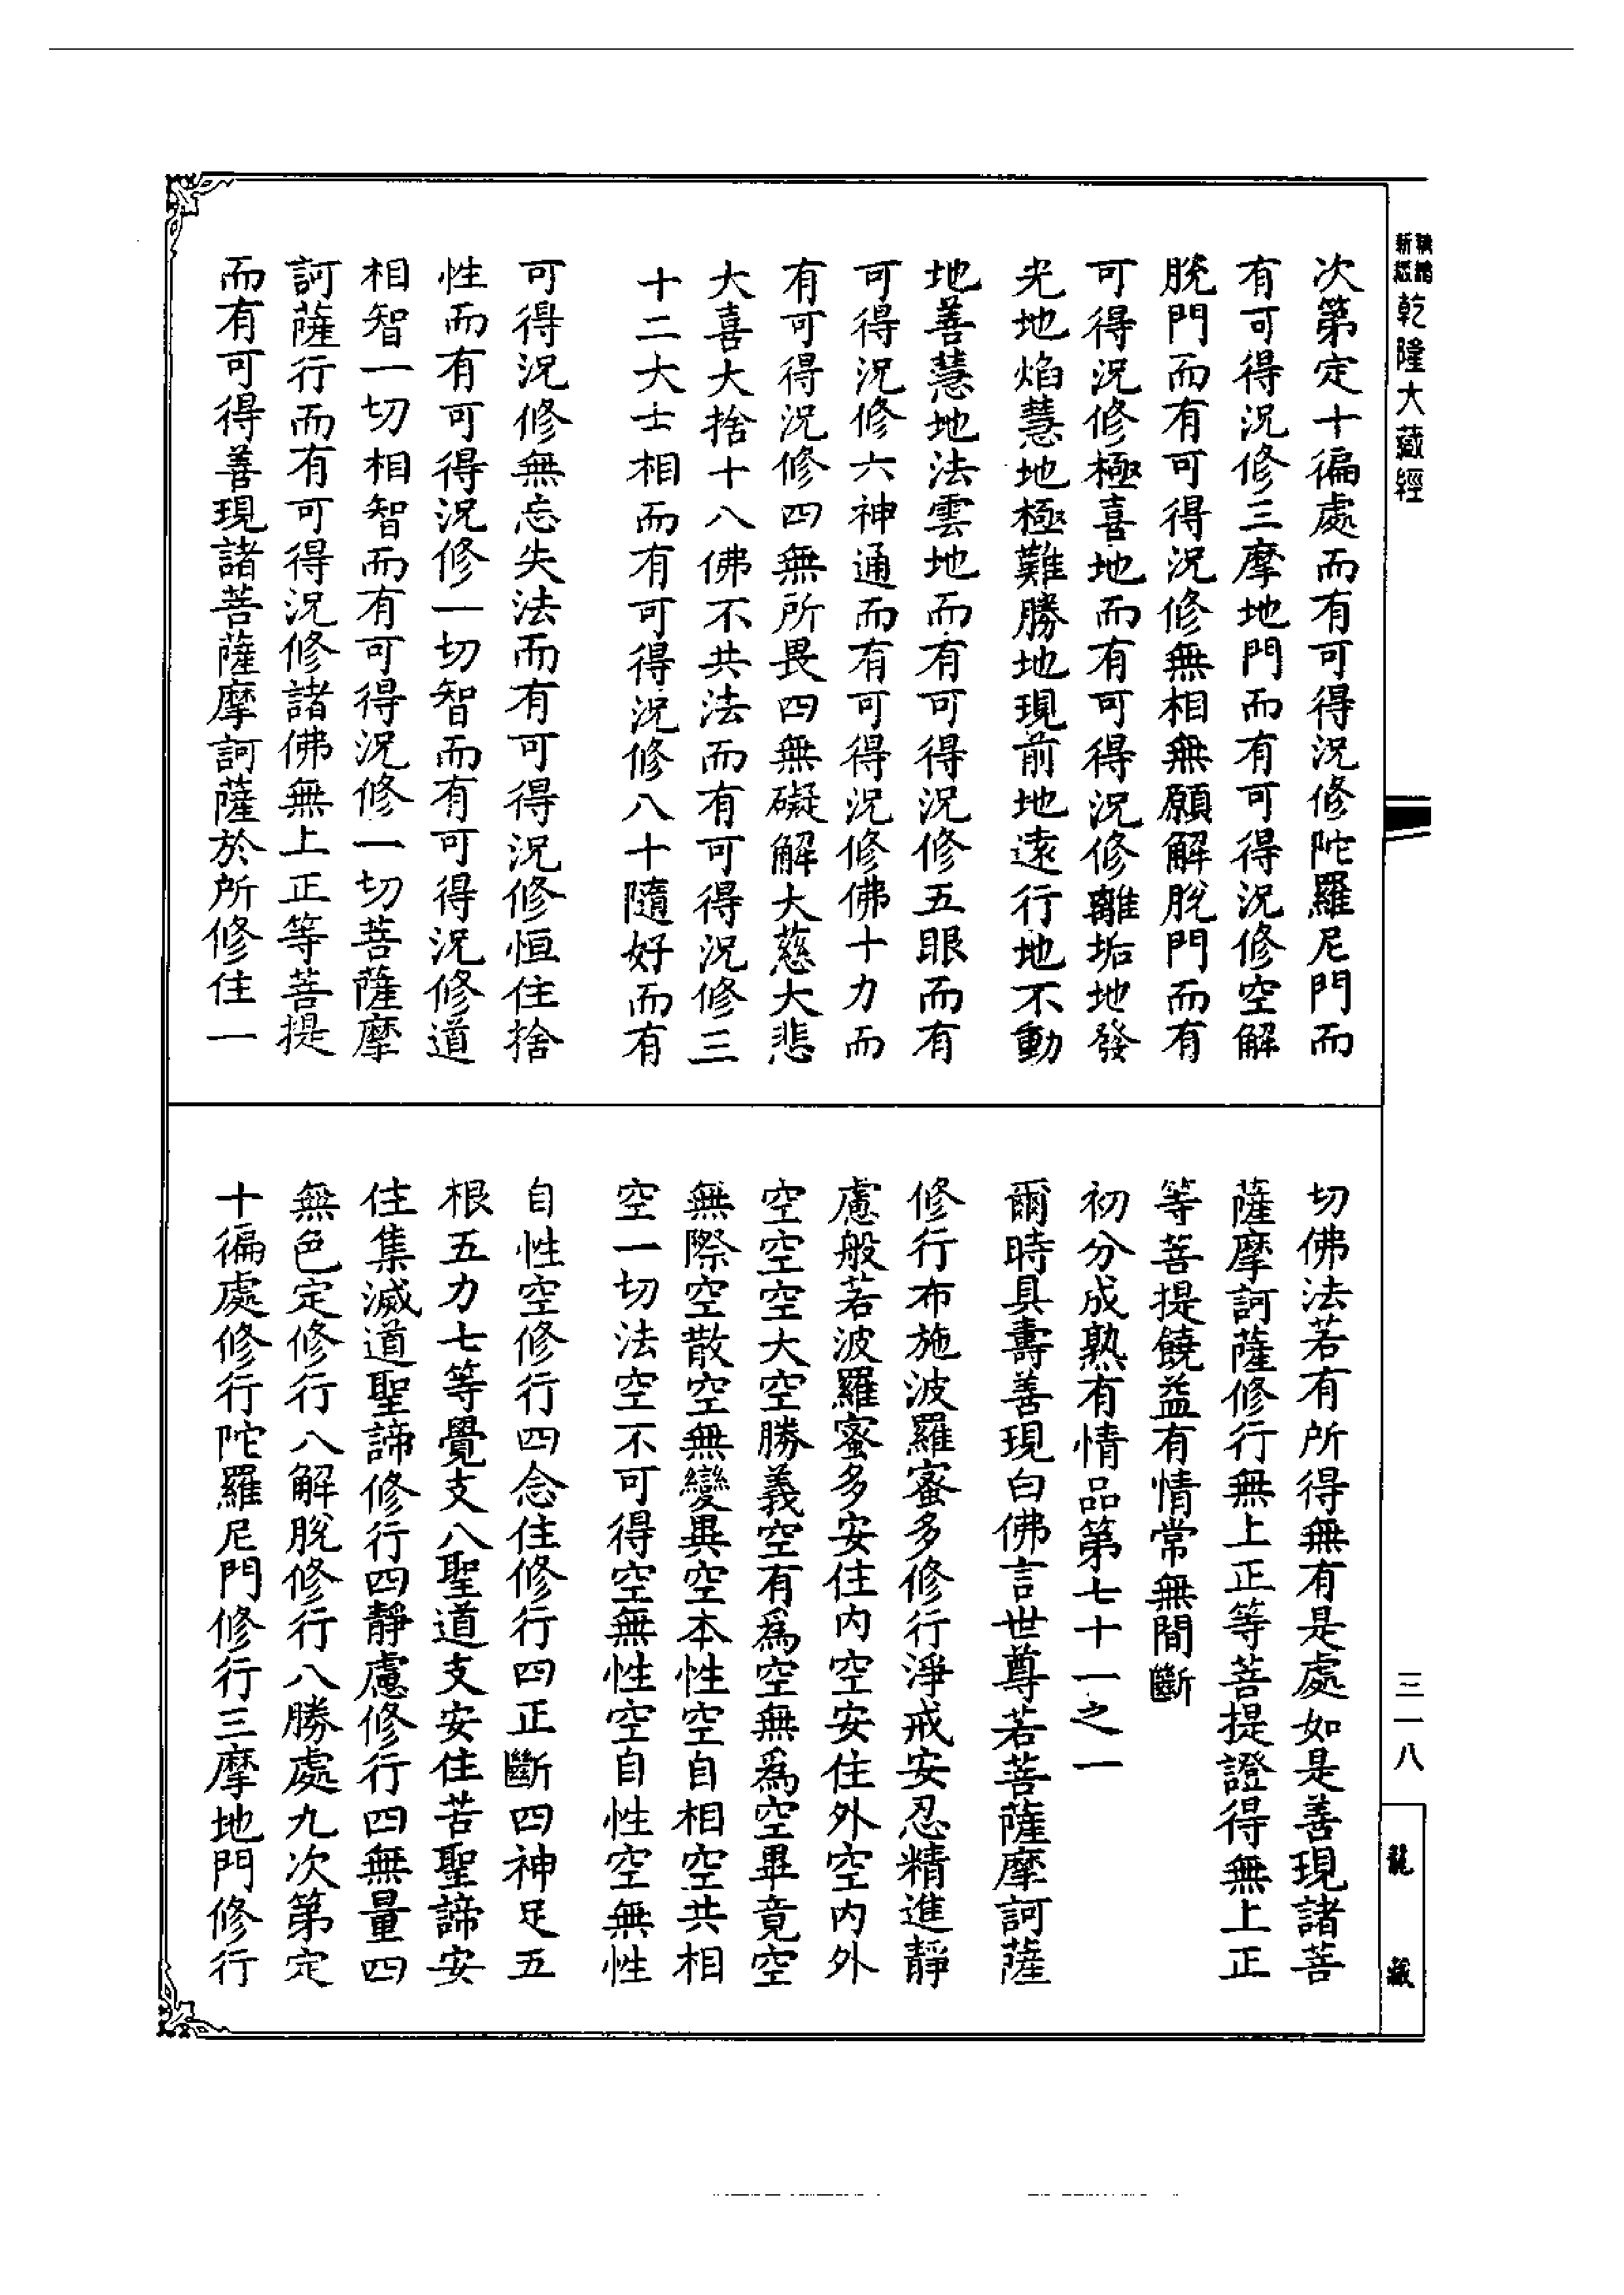 乾隆大藏經
次第定十徧處而有可得況修陀羅尼門而
有可得況修三摩地門而有可得況修空解
脫門而有可得況修無相無願解脫門而有
可得況修極喜地而有可得況修離垢地發
光地焰慧地極難勝地現前地遠行地不動
地善慧地法雲地而有可得況修五眼而有
可得況修六神通而有可得況修佛十力而
有可得況修四無所畏四無礙解大慈大悲
大喜大捨十八佛不共法而有可得況修三
十二大士相而有可得況修八十隨好而有
可得況修無忘失法而有可得況修恒住捨
性而有可得況修一切智而有可得況修道
相智一切相智而有可得況修一切菩薩摩
訶薩行而有可得況修諸佛無上正等菩提
而有可得善現諸菩薩摩訶薩於所修住一
切佛法若有所得無有是處如是善現諸菩
薩摩訶薩修行無上正等菩提證得無上正
等菩提饒益有情常無間斷
初分成熟有情品第七十一之一
爾時具壽善現白佛言世尊若菩薩摩訶薩
修行布施波羅蜜多修行淨戒安忍精進靜
慮般若波羅蜜多安住內空安住外空內外
空空空大空勝義空有為空無為空畢竟空
無際空散空無變異空本性空自相空共相
空一切法空不可得空無性空自性空無性
自性空修行四念住修行四正斷四神足五
根五力七等覺支八聖道支安住苦聖諦安
住集滅道聖諦修行四靜慮修行四無量四
無色定修行八解脫修行八勝處九次第定
十徧處修行陀羅尼門修行三摩地門修行
三一八
龍藏